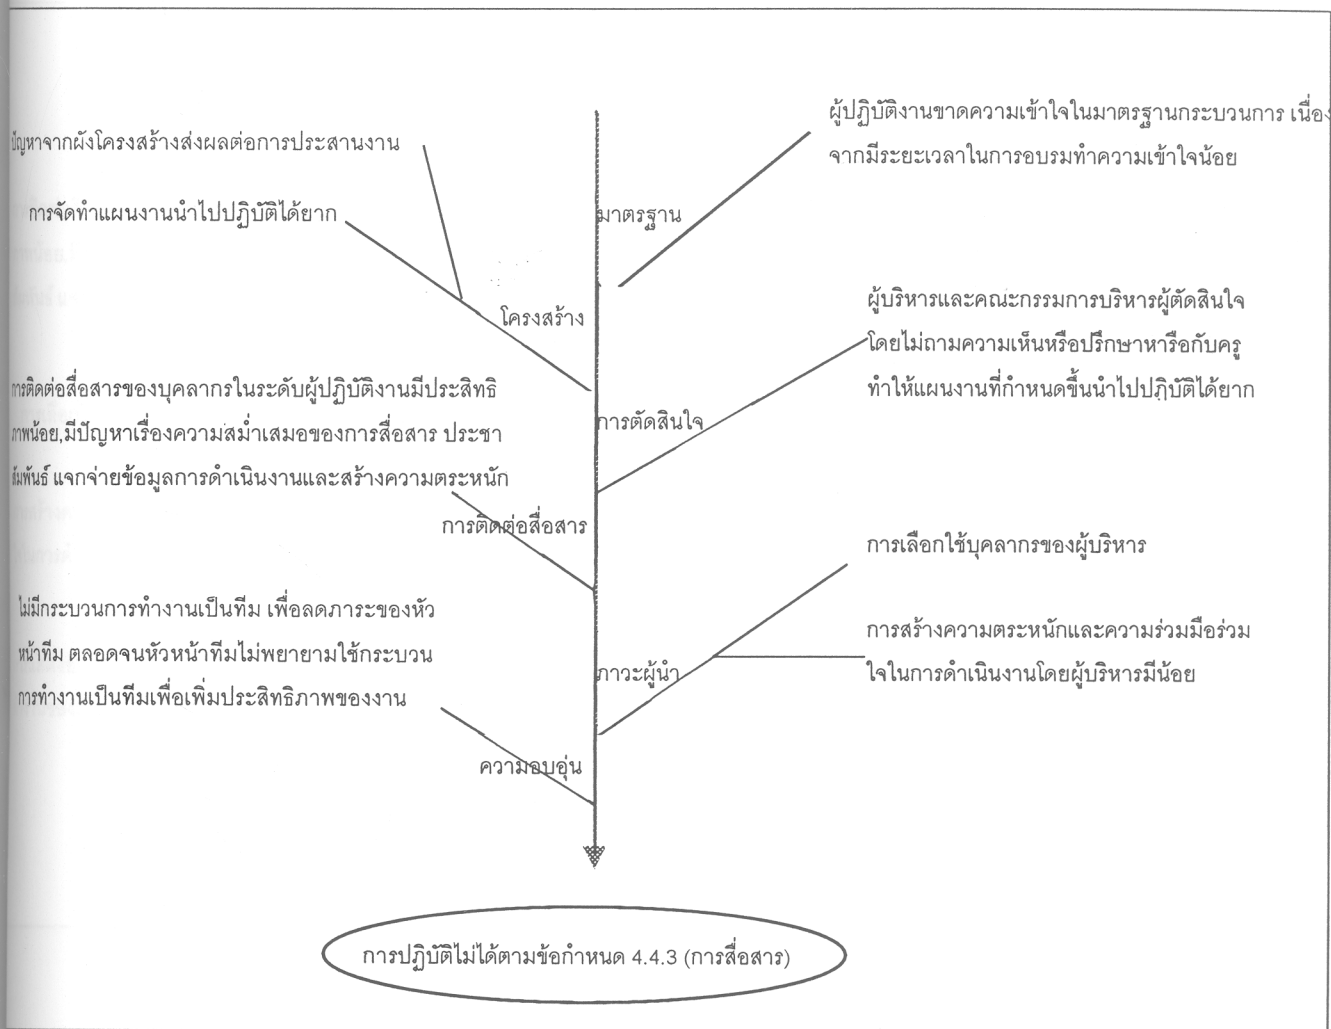 ผู้ปฏิบัติงานขาดความเข้าใจในมาตรฐานกระบวนการ เนื่อง
จากมีระยะเวลาในการอบรมทำความเข้าใจน้อย
ปัญหาจากผังโครงสร้างส่งผลต่อการประสานงาน
การจัดทำแผนงานนำไปปฏิบัติได้ยาก
มาตรฐาน
โครงสร้าง
ผู้บริหารและคณะกรรมการบริหารผู้ตัดสินใจ
โดยไม่ถามความเห็นหรือปรึกษาหารือกับครู
ทำให้แผนงานที่กำหนดขึ้นนำไปปฏิบัติได้ยาก
การตัดสินใจ
การติดต่อสื่อสารของบุคลากรในระดับผู้ปฏิบัติงานมีประสิทธิ
ภาพน้อย,มีปัญหาเรื่องความสม่ำเสมอของการสื่อสาร ประชา
สัมพันธ์ แจกจ่ายข้อมูลการดำเนินงานและสร้างความตระหนัก
การติดต่อสื่อสาร
การเลือกใช้บุคลากรของผู้บริหาร
การสร้างความตระหนักและความร่วมมือร่วม
ใจในการดำเนินงานโดยผู้บริหารมีน้อย
ภาวะผู้นำ
ไม่มีกระบวนการทำงานเป็นทีม เพื่อลดภาระของหัว
หน้าทีม ตลอดจนหัวหน้าทีมไม่พยายามใช้กระบวน
การทำงานเป็นทีมเพื่อเพิ่มประสิทธิภาพของงาน
ความอบอุ่น
การปฏิบัติไม่ได้ตามข้อกำหนด 4.4.3 (การสื่อสาร)